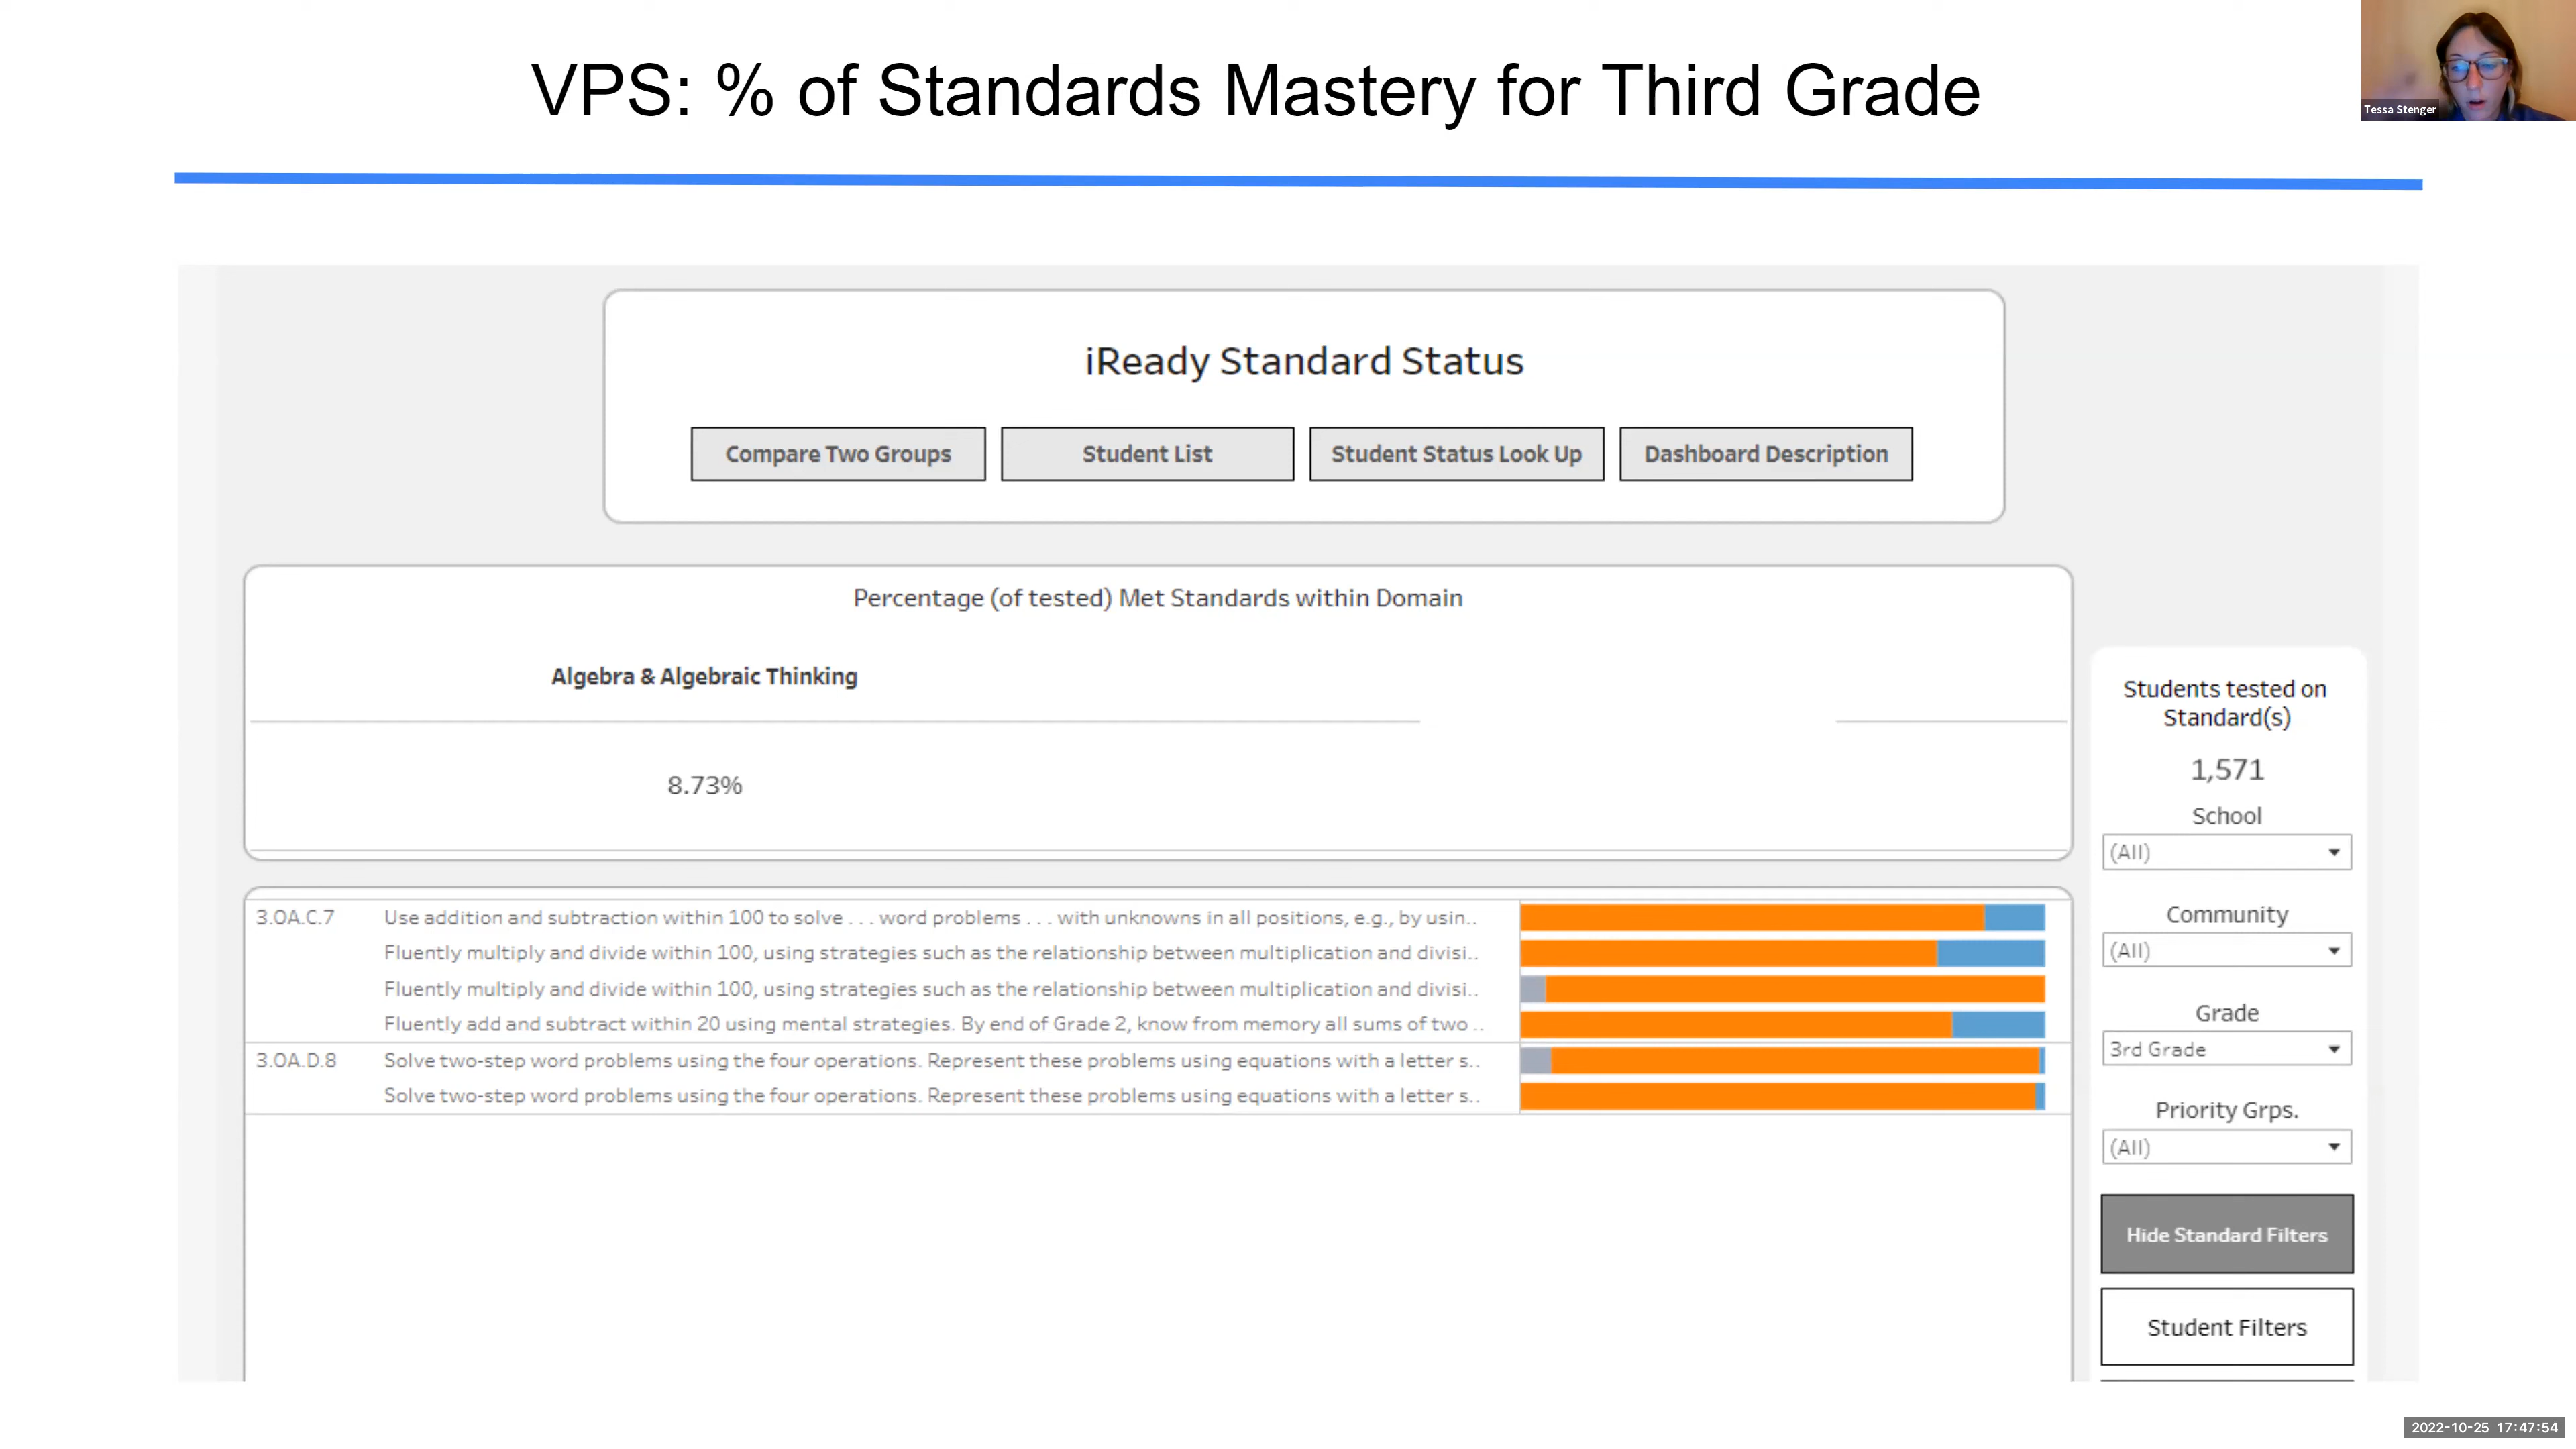 VPS: % of Standards Mastery for Third Grade
Tessa Stenger
iReady Standard Status
Compare Two Groups
Student List
Student Status Look Up
Dashboard Description
Percentage (of tested) Met Standards within Domain
Algebra & Algebraic Thinking
8.73%
3.OA.C.7 Use addition and subtraction within 100 to solve . . . word problems . . . with unknowns in all positions, e.g., by usin..
Fluently multiply and divide within 100, using strategies such as the relationship between multiplication and divisi..
Fluently multiply and divide within 100, using strategies such as the relationship between multiplication and divisi..
Fluently add and subtract within 20 using mental strategies. By end of Grade 2, know from memory all sums of two ..
3.OA.D.8 Solve two-step word problems using the four operations. Represent these problems using equations with a letter s..
Solve two-step word problems using the four operations. Represent these problems using equations with a letter s..
Students tested on
Standard(s)
1,571
School
(All)
Community
(All)
Grade
3rd Grade
Priority Grps.
(All)
Hide Standard Filters
Student Filters
2022-10-25 17:47:54